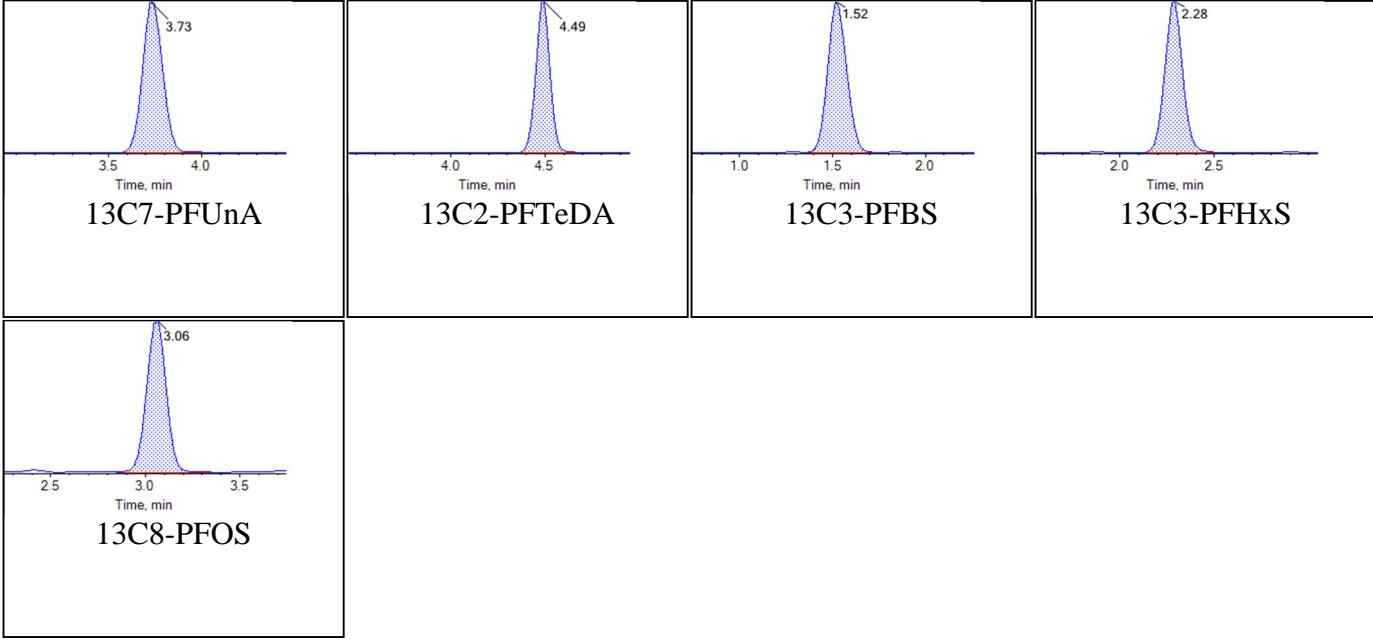 3.73
3.5 4.0
Time, min
13C7-PFUnA
4.49
4.0 4.5
Time, min
13C2-PFTeDA
1.52
1.0 1.5 2.0
Time, min
13C3-PFBS
2.28
2.0 2.5
Time, min
13C3-PFHxS
3.06
2.5 3.0 3.5
Time, min
13C8-PFOS